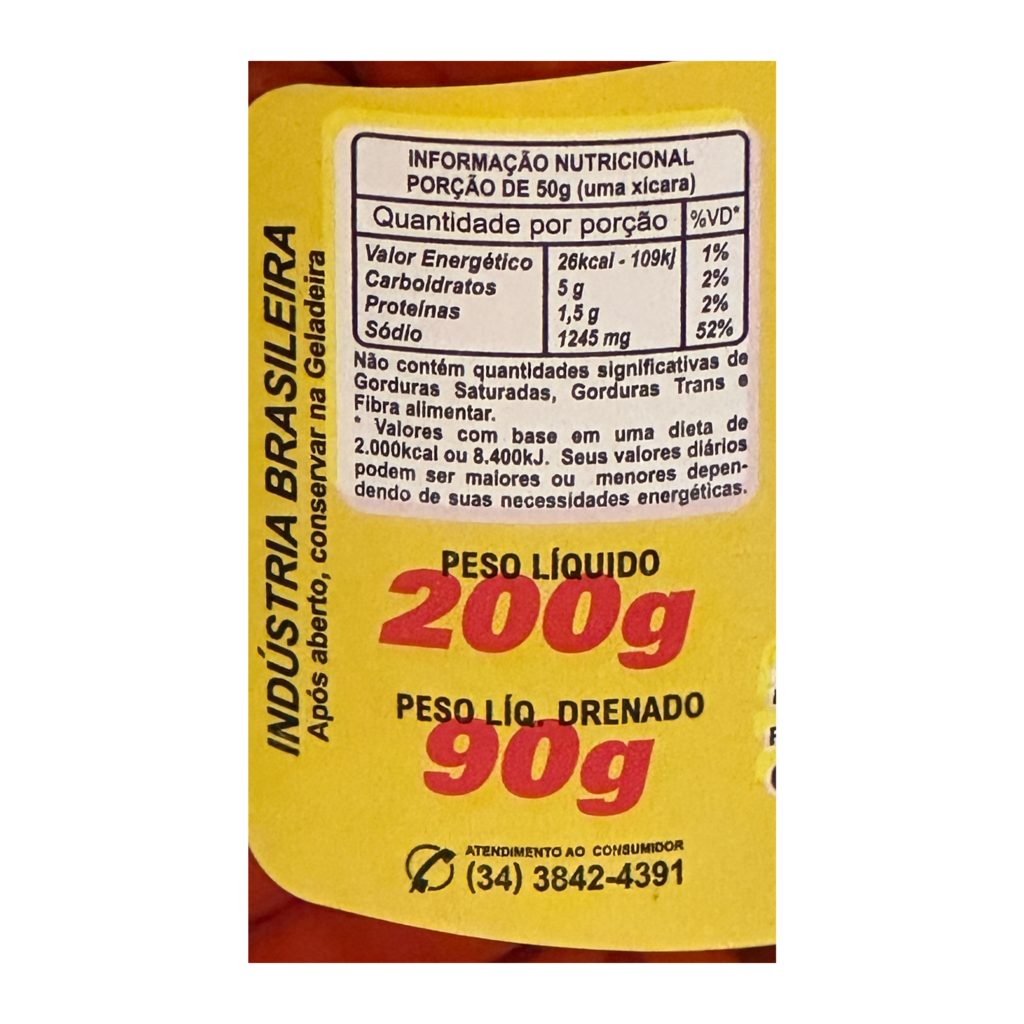 INDÚSTRIA BRASILEIRA
Após aberto, conservar na Geladeira
INFORMAÇÃO NUTRICIONAL
PORÇÃO DE 50g (uma xícara)
Quantidade por porção %VD*
Valor Energético 26kcal - 109kj 1%
Carboidratos 5 g 2%
Proteínas 1,5 g 2%
Sódio 1245 mg 52%
Não contém quantidades significativas de
Gorduras Saturadas, Gorduras Trans e
Fibra alimentar.
* Valores com base em uma dieta de
2.000kcal ou 8.400kJ. Seus valores diários
podem ser maiores ou menores depen-
dendo de suas necessidades energéticas.
PESO LÍQUIDO
200g
PESO LÍQ. DRENADO
90g
ATENDIMENTO AO CONSUMIDOR
(34) 3842-4391